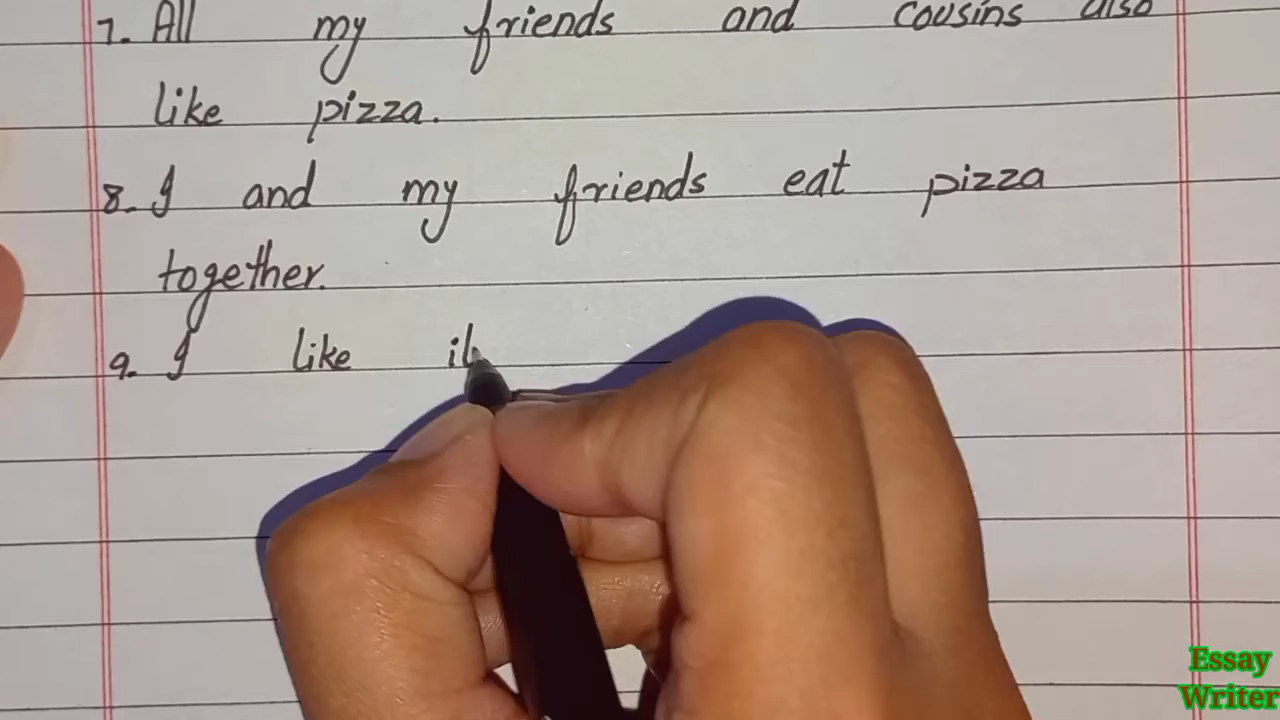 7. All my friends and cousins also
like pizza.
8. I and my friends eat pizza
together.
9. I like
Essay
Writer